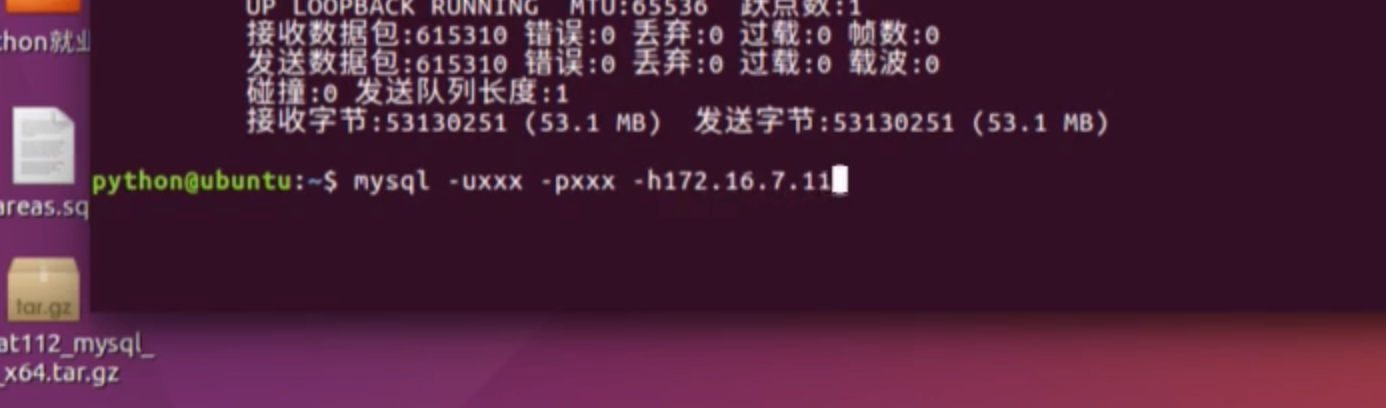 UP LOOPBACK RUNNING  MTU:65536  跃点数:1
接收数据包:615310 错误:0 丢弃:0 过载:0 帧数:0
发送数据包:615310 错误:0 丢弃:0 过载:0 载波:0
碰撞:0 发送队列长度:1
接收字节:53130251 (53.1 MB)  发送字节:53130251 (53.1 MB)
python@ubuntu:~$ mysql -uxxx -pxxx -h172.16.7.11
thon就业
areas.sq
tar.gz
at112_mysql_
_x64.tar.gz